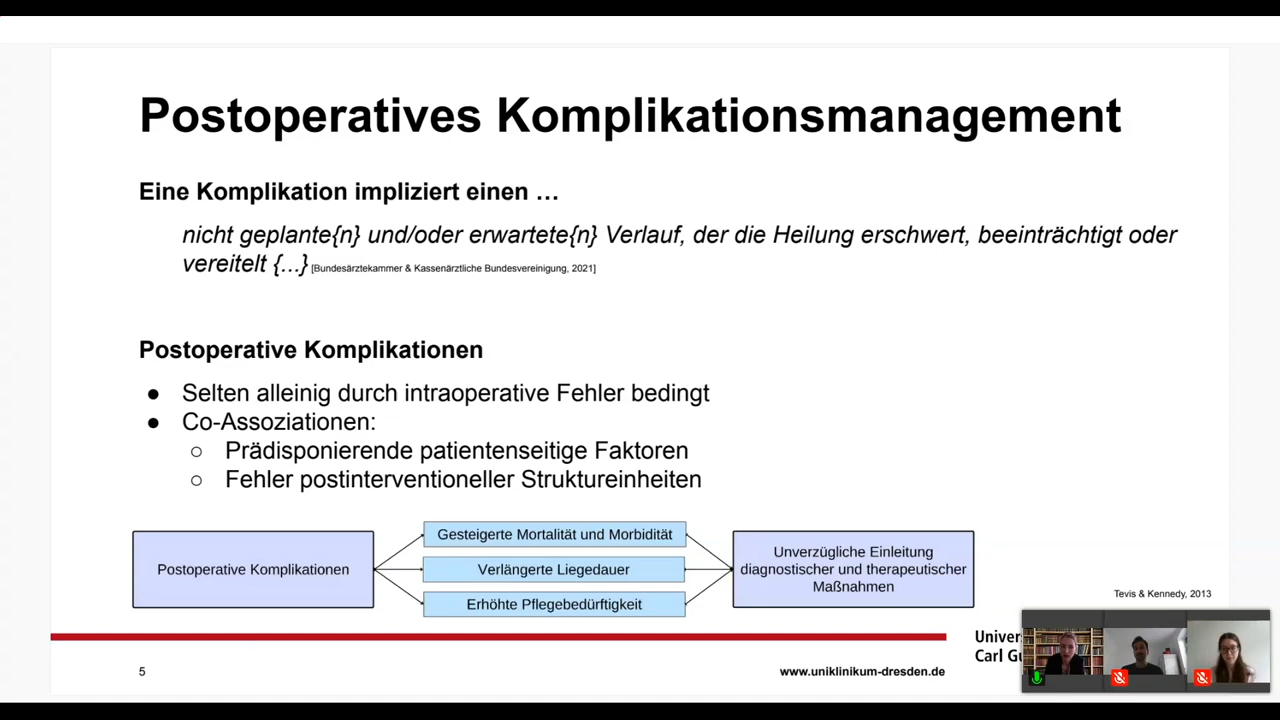 Postoperatives Komplikationsmanagement
Eine Komplikation impliziert einen …
nicht geplante{n} und/oder erwartete{n} Verlauf, der die Heilung erschwert, beeinträchtigt oder
vereitelt {...} [Bundesärztekammer & Kassenärztliche Bundesvereinigung, 2021]
Postoperative Komplikationen
● Selten alleinig durch intraoperative Fehler bedingt
● Co-Assoziationen:
○ Prädisponierende patientenseitige Faktoren
○ Fehler postinterventioneller Struktureinheiten
Postoperative Komplikationen
Gesteigerte Mortalität und Morbidität
Verlängerte Liegedauer
Erhöhte Pflegebedürftigkeit
Unverzügliche Einleitung
diagnostischer und therapeutischer
Maßnahmen
Tevis & Kennedy, 2013
5
www.uniklinikum-dresden.de